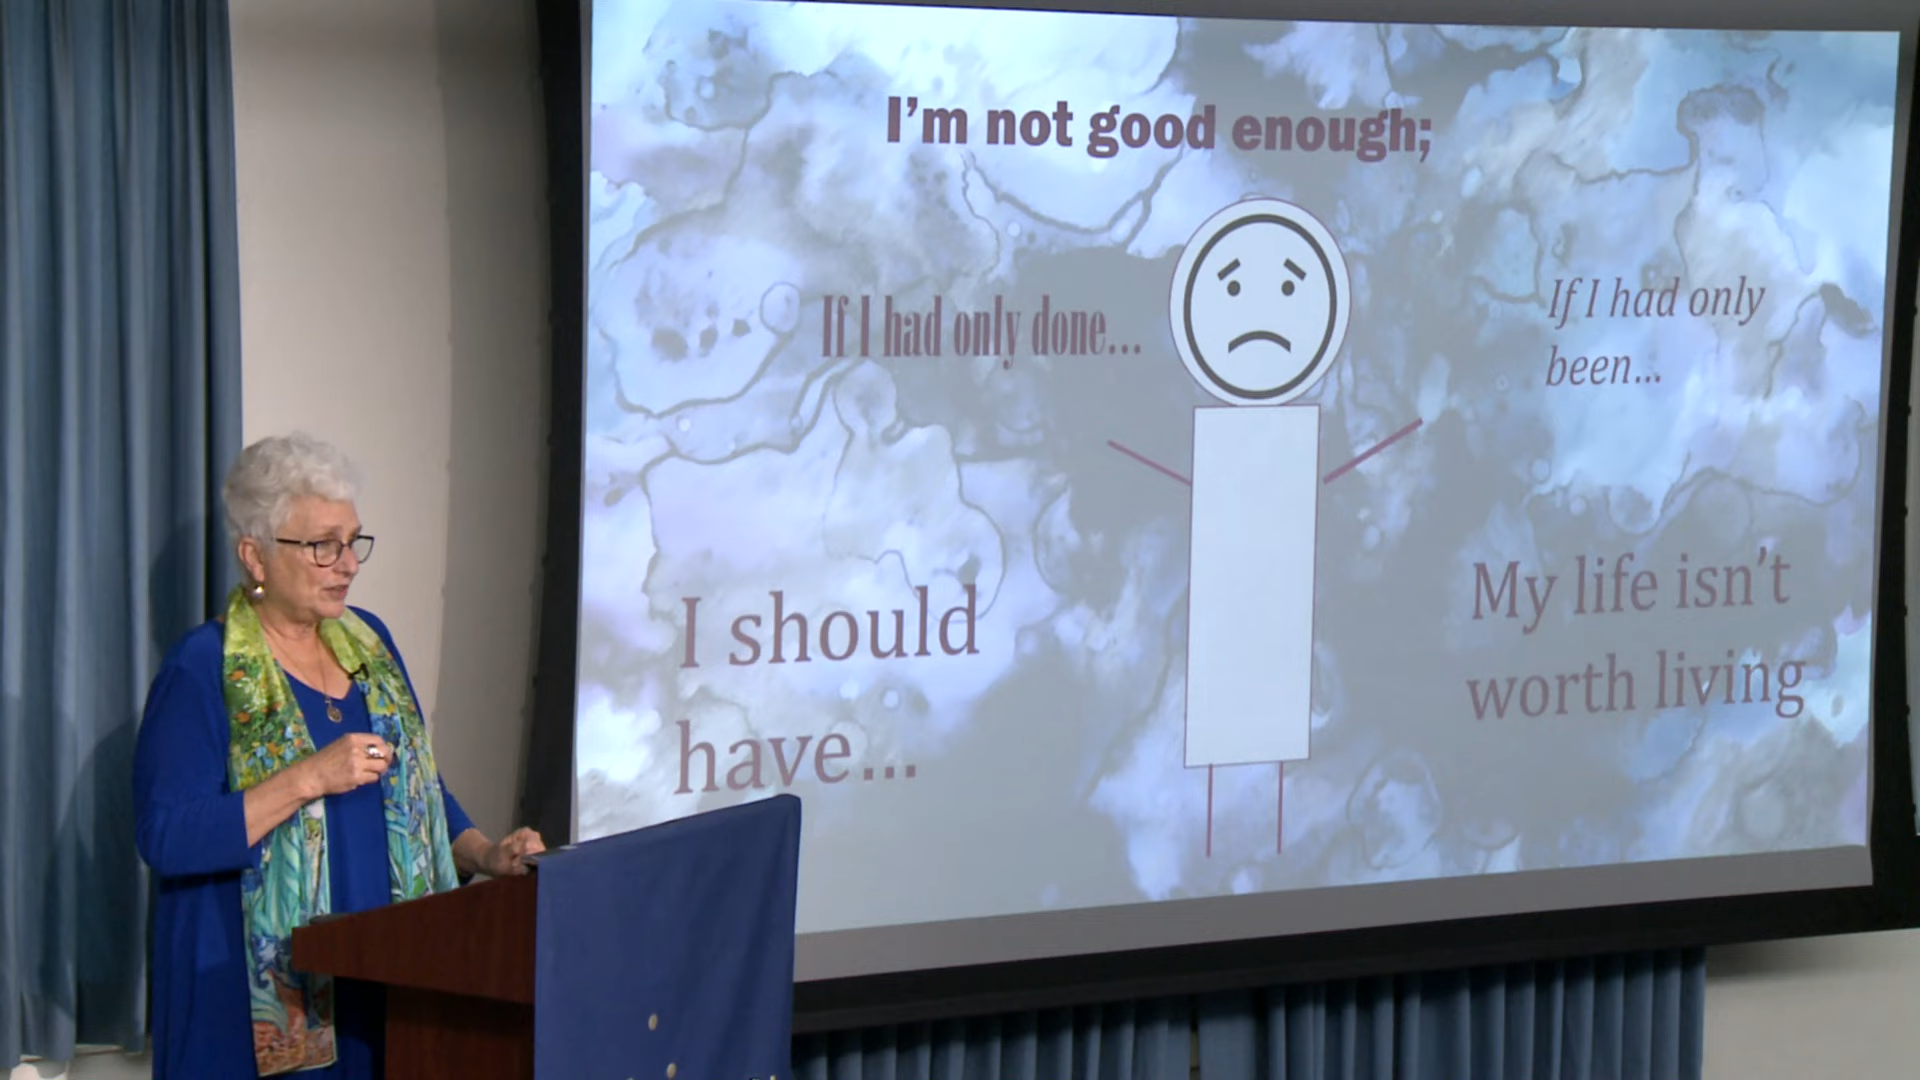 I'm not good enough;
If I had only done...
If I had only
been...
I should
have...
My life isn't
worth living